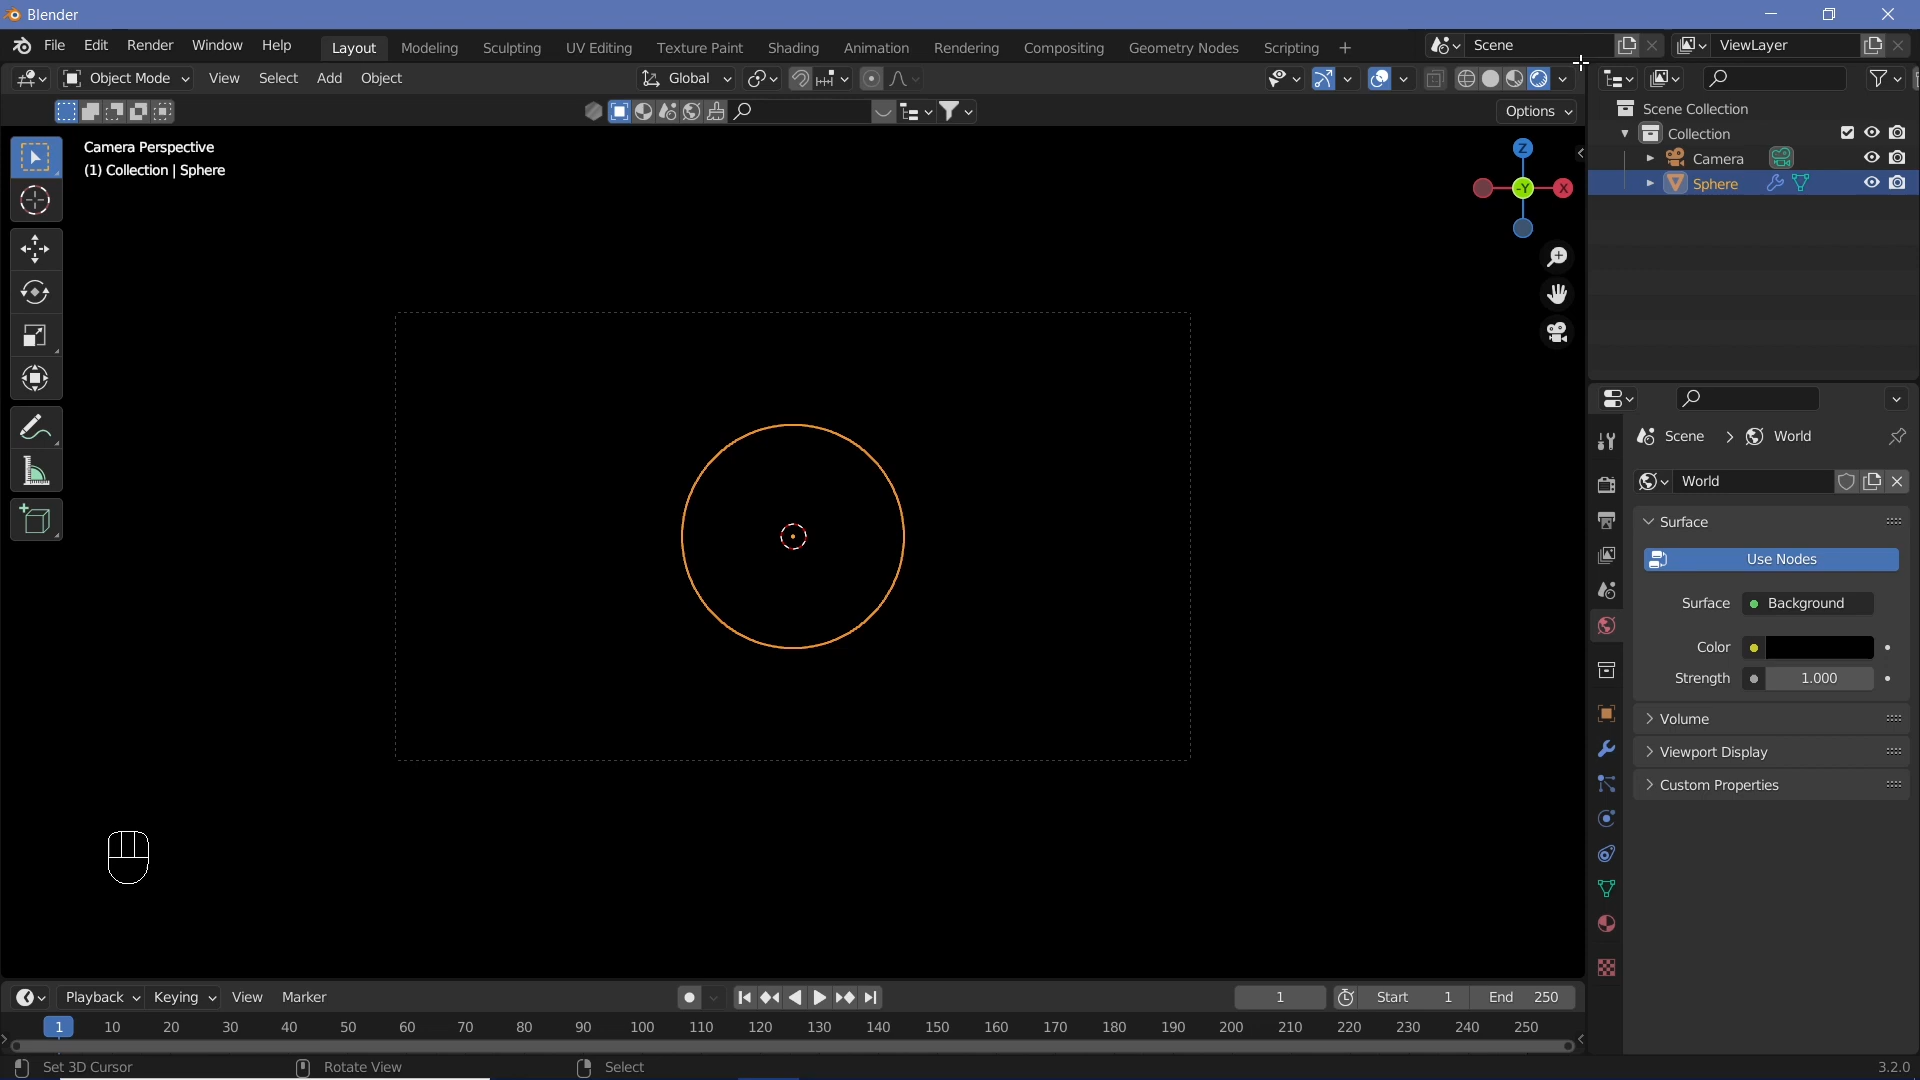 Blender
File Edit Render Window Help Layout Modeling Sculpting UV Editing Texture Paint Shading Animation Rendering Compositing Geometry Nodes Scripting + Scene ViewLayer
Object Mode View Select Add Object Global
Options
Camera Perspective
(1) Collection | Sphere
Z
-Y
X
Scene Collection
Collection
Camera
Sphere
Scene > World
World
Surface
Use Nodes
Surface Background
Color
Strength 1.000
Volume
Viewport Display
Custom Properties
Playback Keying View Marker 1 Start 1 End 250
1 10 20 30 40 50 60 70 80 90 100 110 120 130 140 150 160 170 180 190 200 210 220 230 240 250
Set 3D Cursor Rotate View Select 3.2.0